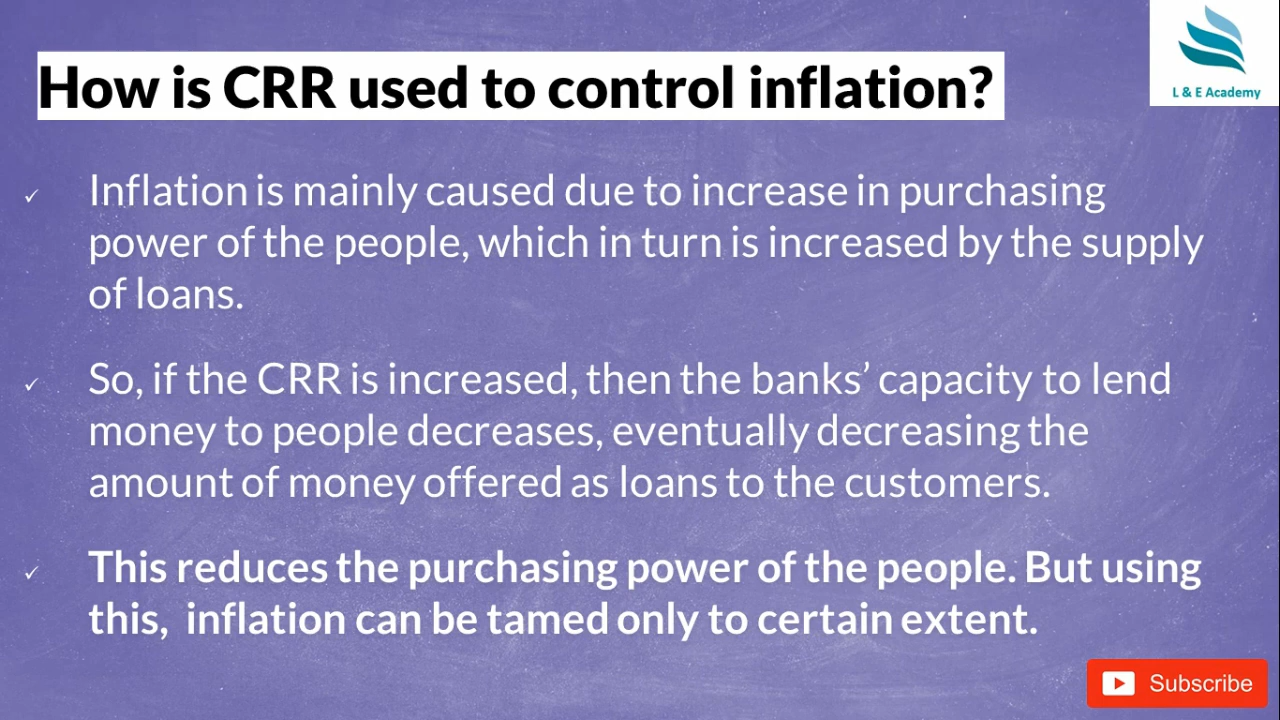 How is CRR used to control inflation?
L & E Academy
✓ Inflation is mainly caused due to increase in purchasing
power of the people, which in turn is increased by the supply
of loans.
✓ So, if the CRR is increased, then the banks’ capacity to lend
money to people decreases, eventually decreasing the
amount of money offered as loans to the customers.
✓ This reduces the purchasing power of the people. But using
this, inflation can be tamed only to certain extent.
Subscribe